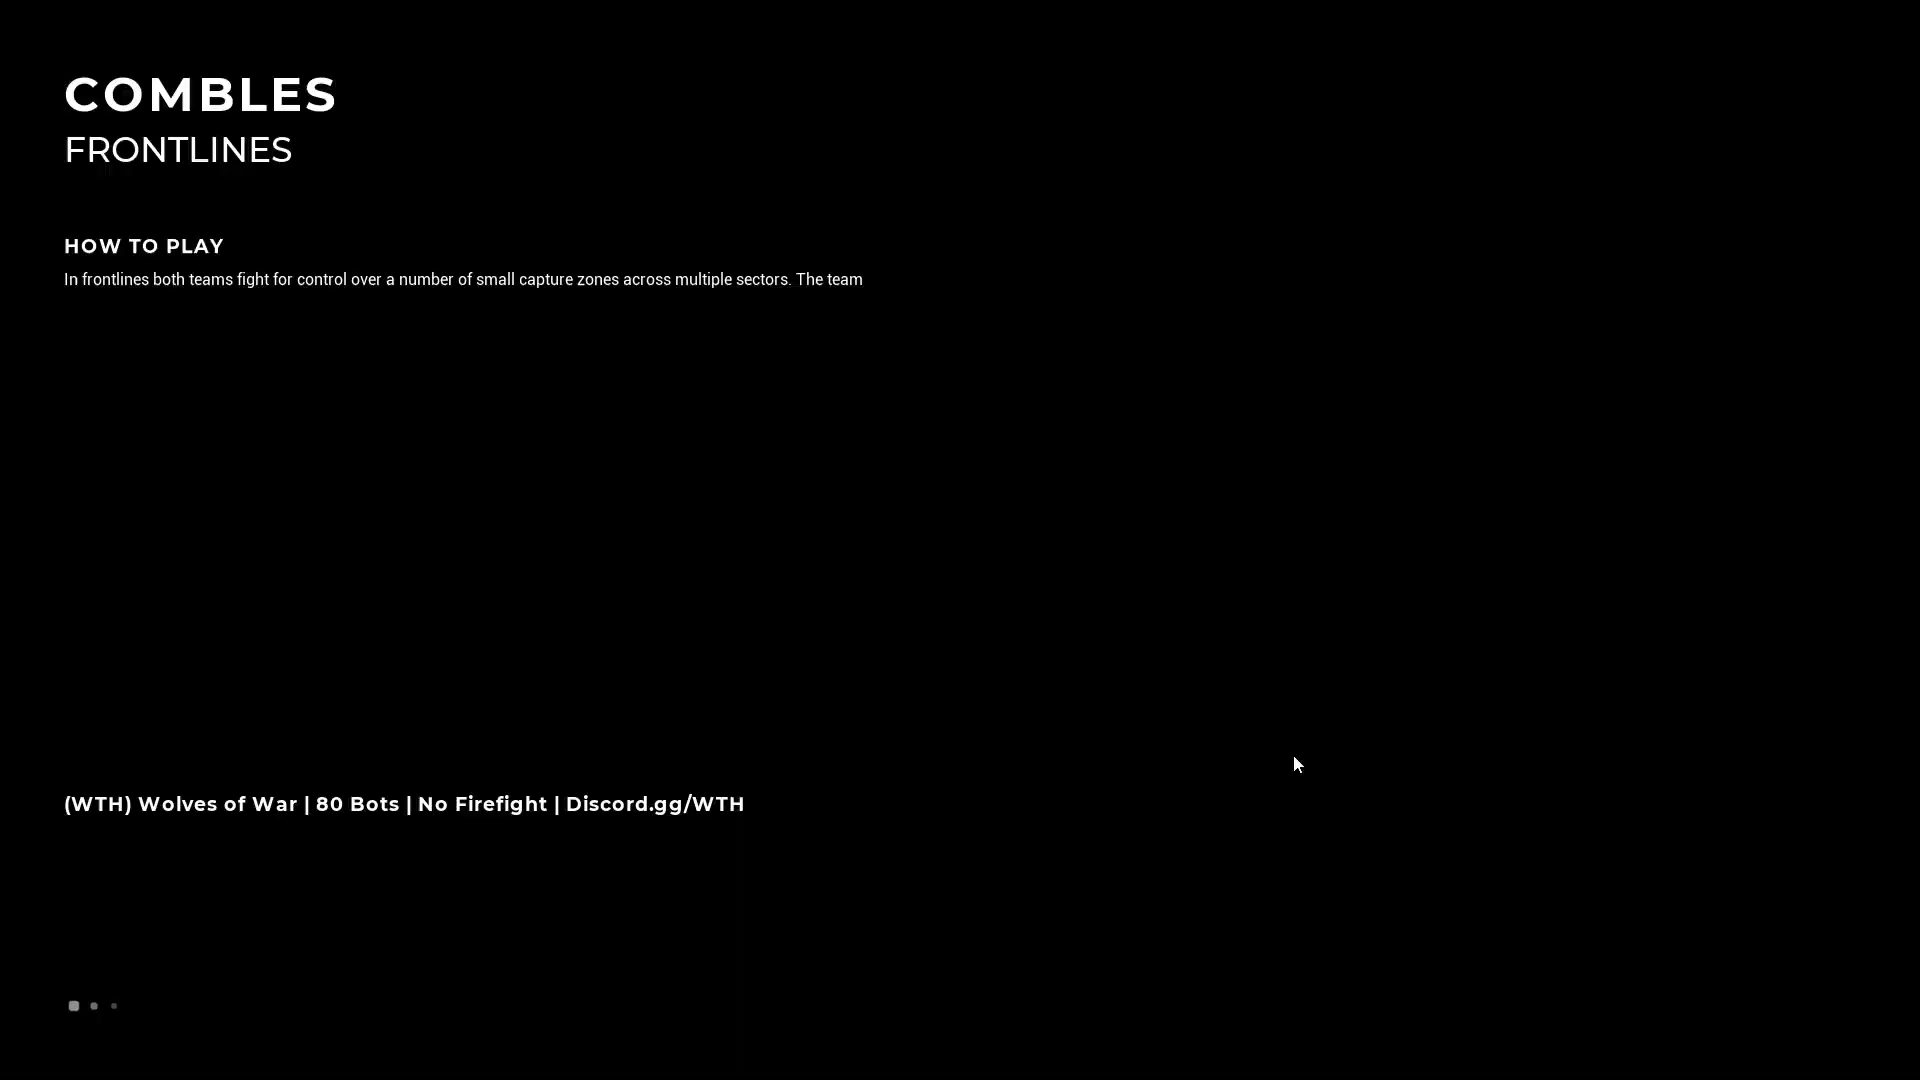 COMBLES
FRONTLINES
HOW TO PLAY
In frontlines both teams fight for control over a number of small capture zones across multiple sectors. The team
(WTH) Wolves of War | 80 Bots | No Firefight | Discord.gg/WTH